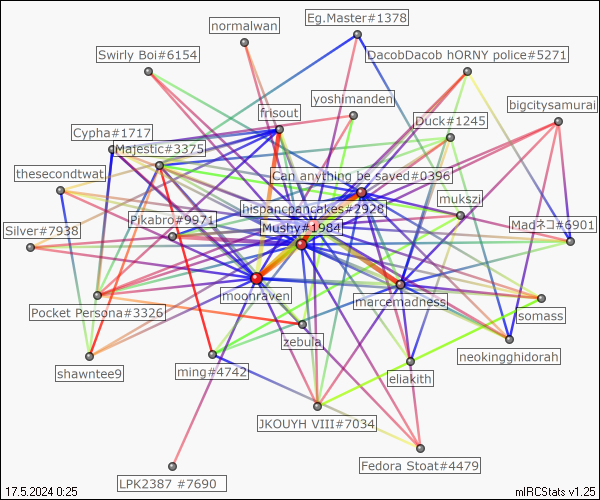 Eg.Master#1378
normalwan
Swirly Boi#6154
DacobDacob hORNY police#5271
yoshimanden
bigcitysamurai
frisout
Duck#1245
Cypha#1717
Majestic#3375
thesecondtwat,
Can anything be saved#0396
mukszi
hispancpancakes#2928
Pikabro#9971
Mushy#1984
Madネコ#6901
Silver#7938
moonraven
marcemadness
Pocket Persona#3326
somass
zebula
neokingghidorah
shawntee9
ming#4742
eliakith
JKOUYH VIII#7034
Fedora Stoat#4479
LPK2387 #7690
17.5.2024 0:25
mIRCStats v1.25